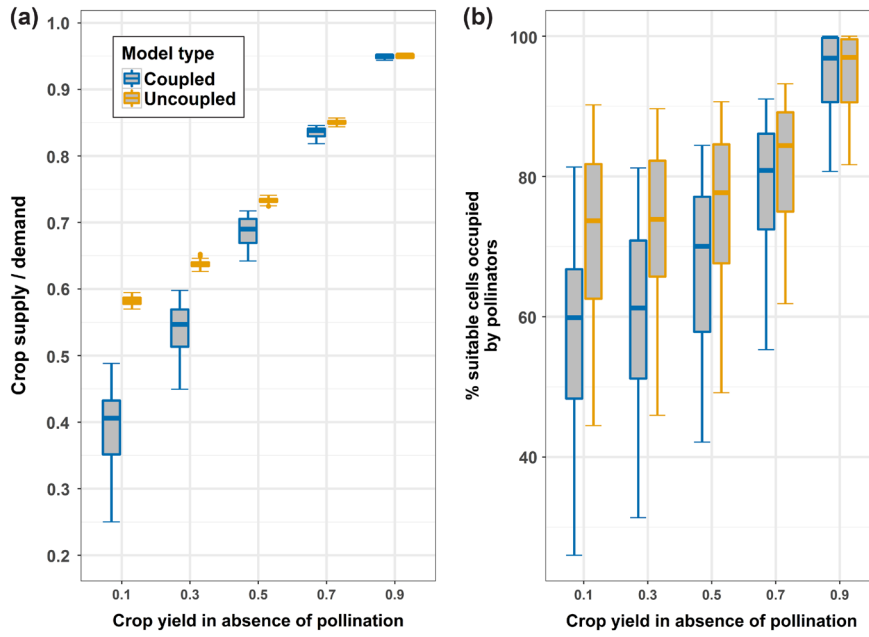 (a)
Crop supply / demand
1.0
0.9
0.8
0.7
0.6
0.5
0.4
0.3
0.2
Model type
Coupled
Uncoupled
0.1 0.3 0.5 0.7 0.9
Crop yield in absence of pollination
(b)
% suitable cells occupied
by pollinators
100
80
60
40
0.1 0.3 0.5 0.7 0.9
Crop yield in absence of pollination